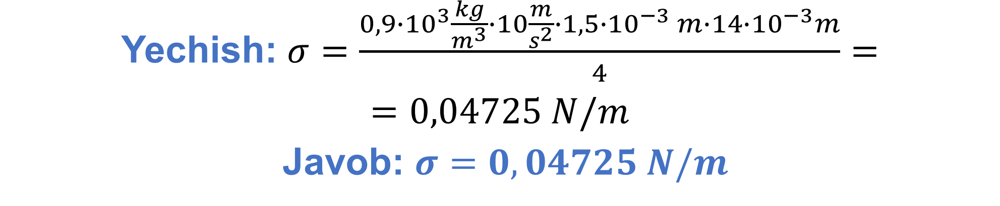 Yechish: σ = (0,9·10³ kg/m³ ·10 m/s² ·1,5·10⁻³ m·14·10⁻³m)/4 =
= 0,04725 N/m
Javob: σ = 0, 04725 N/m